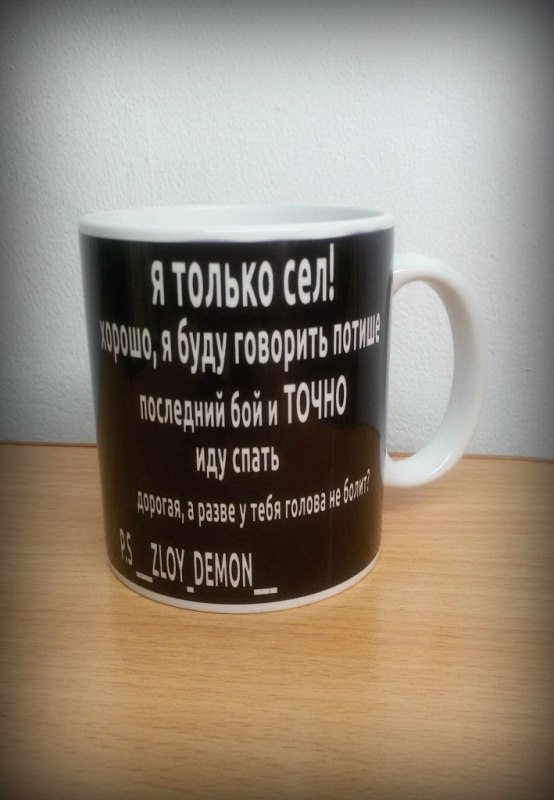 я только сел!
хорошо, я буду говорить потише
последний бой и ТОЧНО
иду спать
дорогая, а разве у тебя голова не болит?
P.S __ZLOY_DEMON__